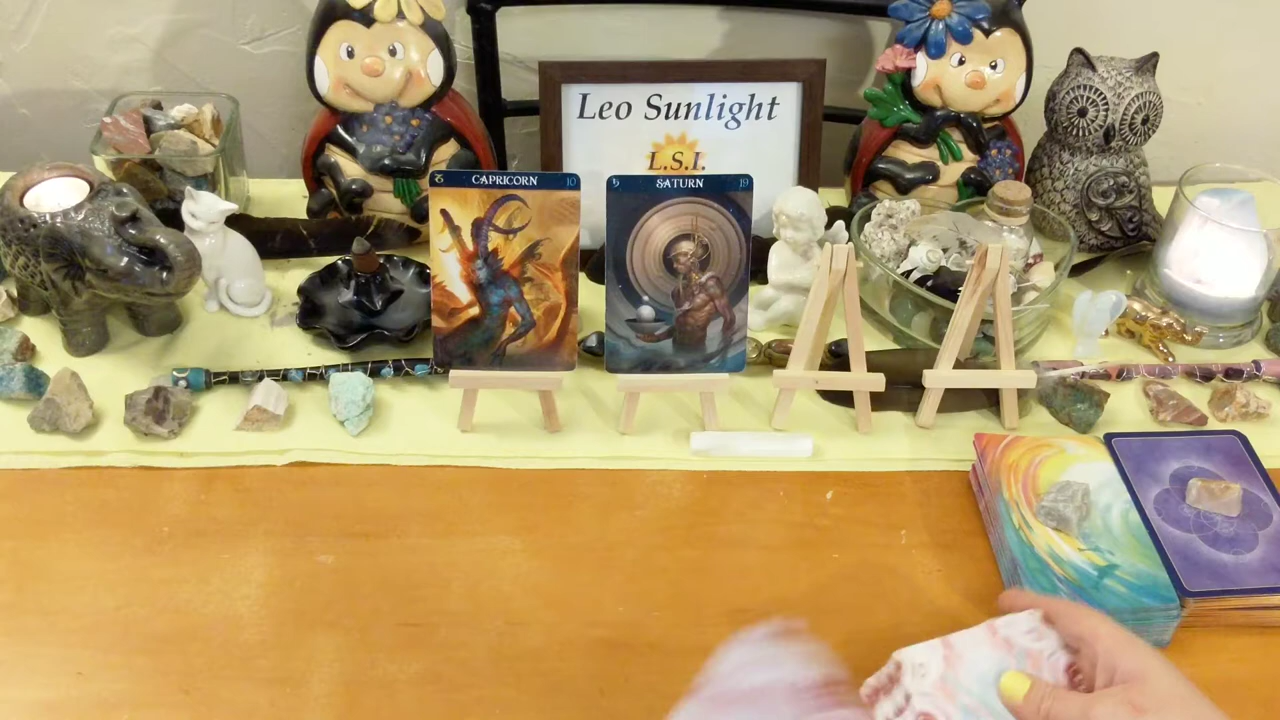 Leo Sunlight
L.S.I.
♑ CAPRICORN 10
♄ SATURN 19